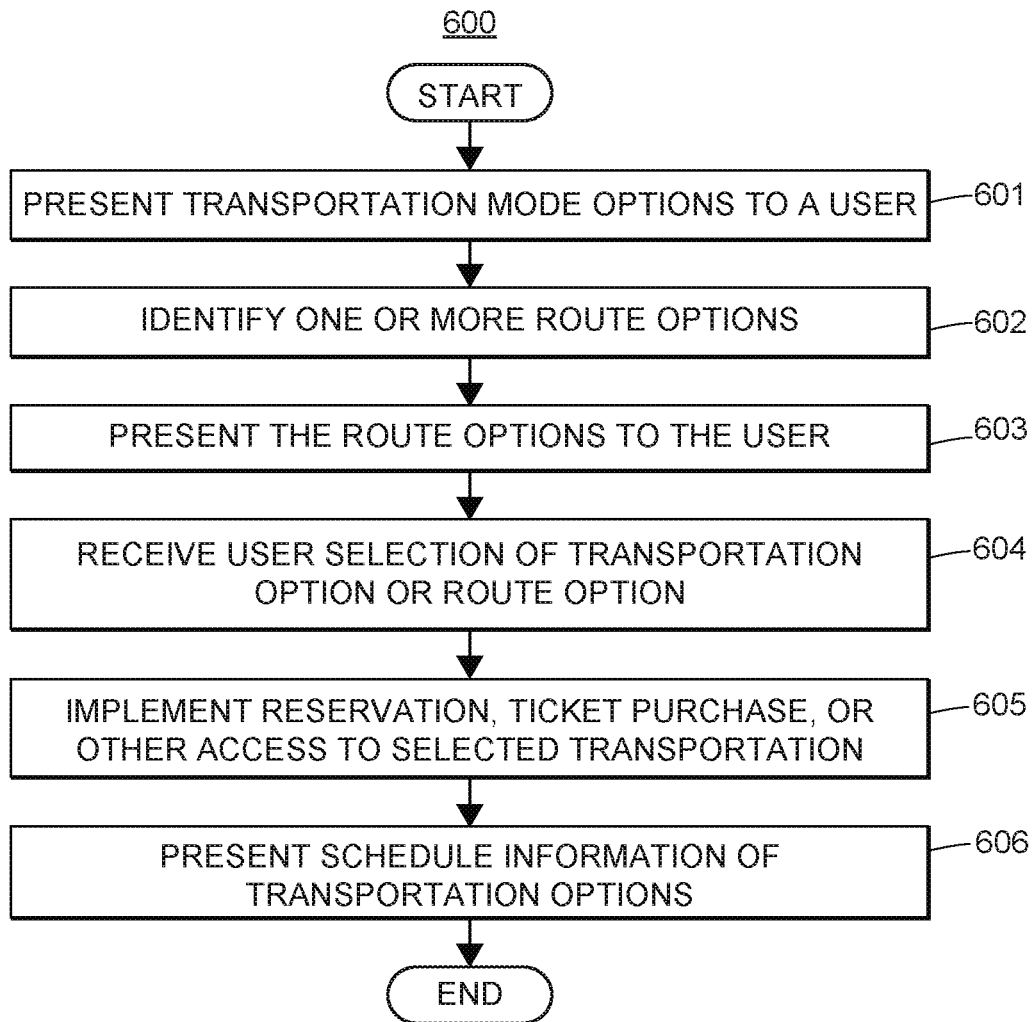 600
START
PRESENT TRANSPORTATION MODE OPTIONS TO A USER
601
IDENTIFY ONE OR MORE ROUTE OPTIONS
602
PRESENT THE ROUTE OPTIONS TO THE USER
603
RECEIVE USER SELECTION OF TRANSPORTATION
OPTION OR ROUTE OPTION
604
IMPLEMENT RESERVATION, TICKET PURCHASE, OR
OTHER ACCESS TO SELECTED TRANSPORTATION
605
PRESENT SCHEDULE INFORMATION OF
TRANSPORTATION OPTIONS
606
END